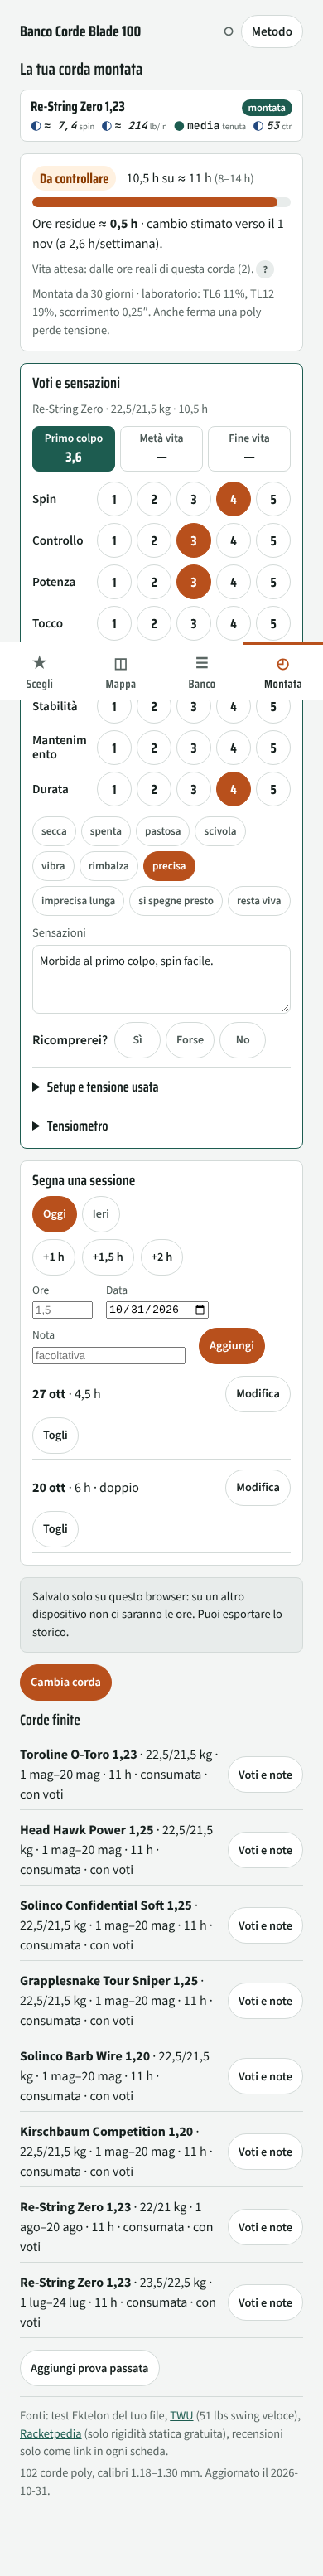 Banco Corde Blade 100
Metodo
La tua corda montata
Re-String Zero 1,23
montata
≈ 7,4 spin ≈ 214 lb/in media tenuta 53 ctr
Da controllare 10,5 h su ≈ 11 h (8–14 h)
Ore residue ≈ 0,5 h · cambio stimato verso il 1
nov (a 2,6 h/settimana).
Vita attesa: dalle ore reali di questa corda (2). ?
Montata da 30 giorni · laboratorio: TL6 11%, TL12
19%, scorrimento 0,25″. Anche ferma una poly
perde tensione.
Voti e sensazioni
Re-String Zero · 22,5/21,5 kg · 10,5 h
Primo colpo Metà vita Fine vita
3,6 — —
Spin 1 2 3 4 5
Controllo 1 2 3 4 5
Potenza 1 2 3 4 5
Tocco 1 2 3 4 5
★ ◫ ☰ ◴
Scegli Mappa Banco Montata
Stabilità 1 2 3 4 5
Mantenim
ento 1 2 3 4 5
Durata 1 2 3 4 5
secca spenta pastosa scivola
vibra rimbalza precisa
imprecisa lunga si spegne presto resta viva
Sensazioni
Morbida al primo colpo, spin facile.
Ricomprerei? Sì Forse No
▶ Setup e tensione usata
▶ Tensiometro
Segna una sessione
Oggi Ieri
+1 h +1,5 h +2 h
Ore Data
1,5 10/31/2026
Nota
facoltativa
Aggiungi
27 ott · 4,5 h Modifica
Togli
20 ott · 6 h · doppio Modifica
Togli
Salvato solo su questo browser: su un altro
dispositivo non ci saranno le ore. Puoi esportare lo
storico.
Cambia corda
Corde finite
Toroline O-Toro 1,23 · 22,5/21,5 kg ·
1 mag–20 mag · 11 h · consumata ·
con voti
Voti e note
Head Hawk Power 1,25 · 22,5/21,5
kg · 1 mag–20 mag · 11 h ·
consumata · con voti
Voti e note
Solinco Confidential Soft 1,25 ·
22,5/21,5 kg · 1 mag–20 mag · 11 h ·
consumata · con voti
Voti e note
Grapplesnake Tour Sniper 1,25 ·
22,5/21,5 kg · 1 mag–20 mag · 11 h ·
consumata · con voti
Voti e note
Solinco Barb Wire 1,20 · 22,5/21,5
kg · 1 mag–20 mag · 11 h ·
consumata · con voti
Voti e note
Kirschbaum Competition 1,20 ·
22,5/21,5 kg · 1 mag–20 mag · 11 h ·
consumata · con voti
Voti e note
Re-String Zero 1,23 · 22/21 kg · 1
ago–20 ago · 11 h · consumata · con
voti
Voti e note
Re-String Zero 1,23 · 23,5/22,5 kg ·
1 lug–24 lug · 11 h · consumata · con
voti
Voti e note
Aggiungi prova passata
Fonti: test Ektelon del tuo file, TWU (51 lbs swing veloce),
Racketpedia (solo rigidità statica gratuita), recensioni
solo come link in ogni scheda.
102 corde poly, calibri 1.18–1.30 mm. Aggiornato il 2026-
10-31.